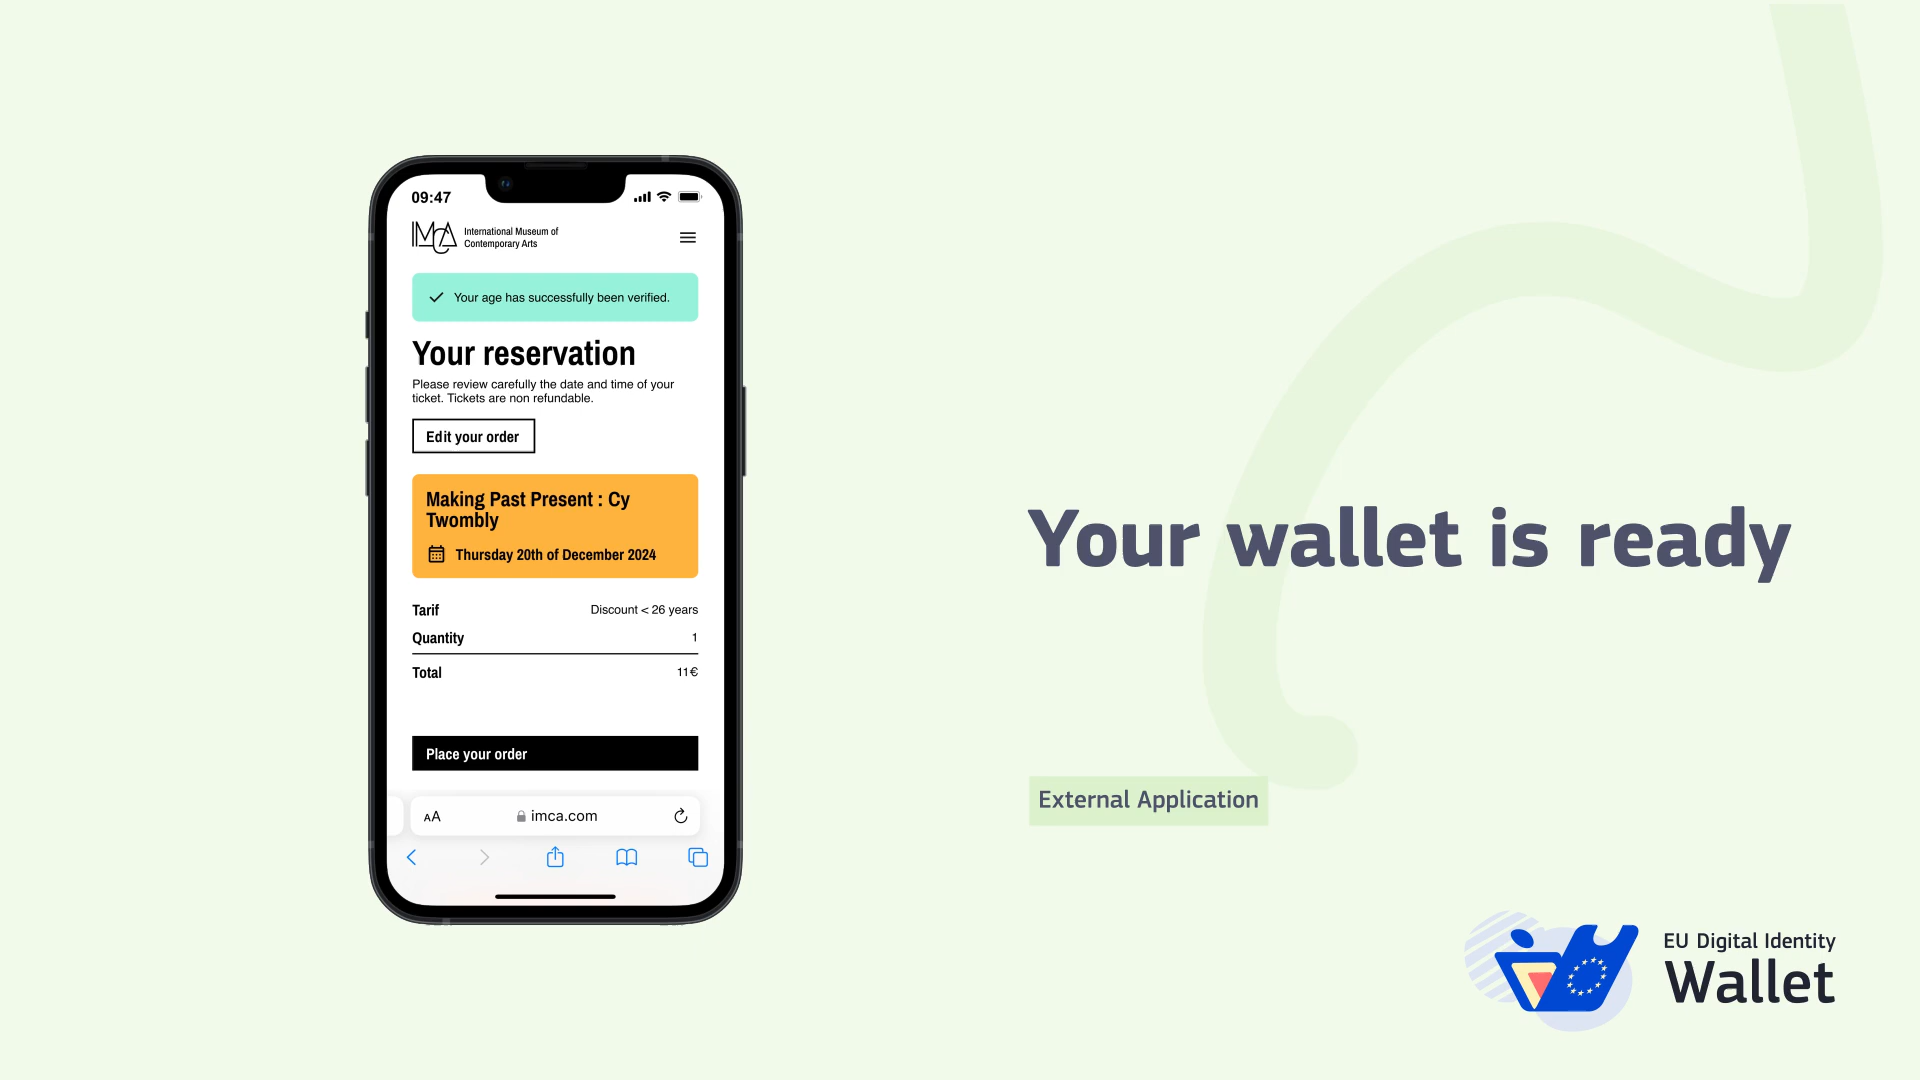 09:47
IMCA
International Museum of
Contemporary Arts
Your age has successfully been verified.
Your reservation
Please review carefully the date and time of your
ticket. Tickets are non refundable.
Edit your order
Making Past Present : Cy
Twombly
Thursday 20th of December 2024
Tarif Discount < 26 years
Quantity 1
Total 11€
Place your order
AA imca.com
Your wallet is ready
External Application
EU Digital Identity
Wallet